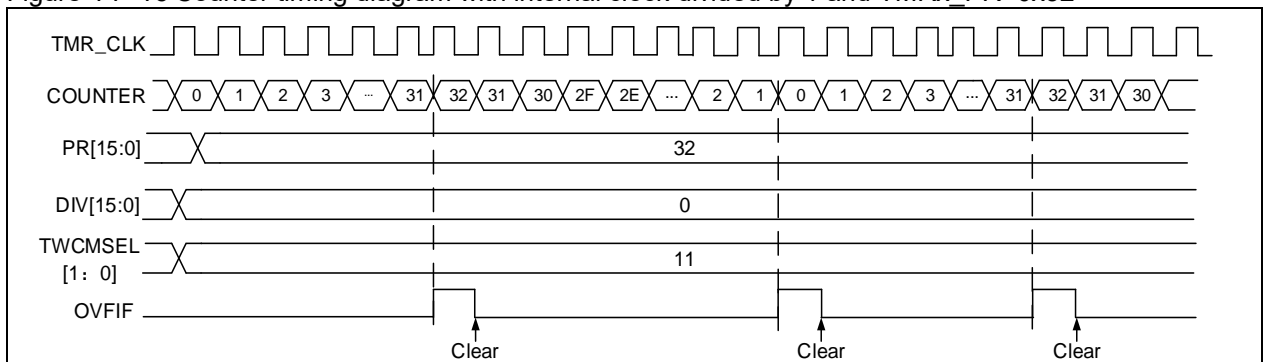 TMR_CLK
COUNTER 0 1 2 3 ... 31 32 31 30 2F 2E ... 2 1 0 1 2 3 ... 31 32 31 30
PR[15:0] 32
DIV[15:0] 0
TWCMSEL
[1：0] 11
OVFIF
Clear Clear Clear